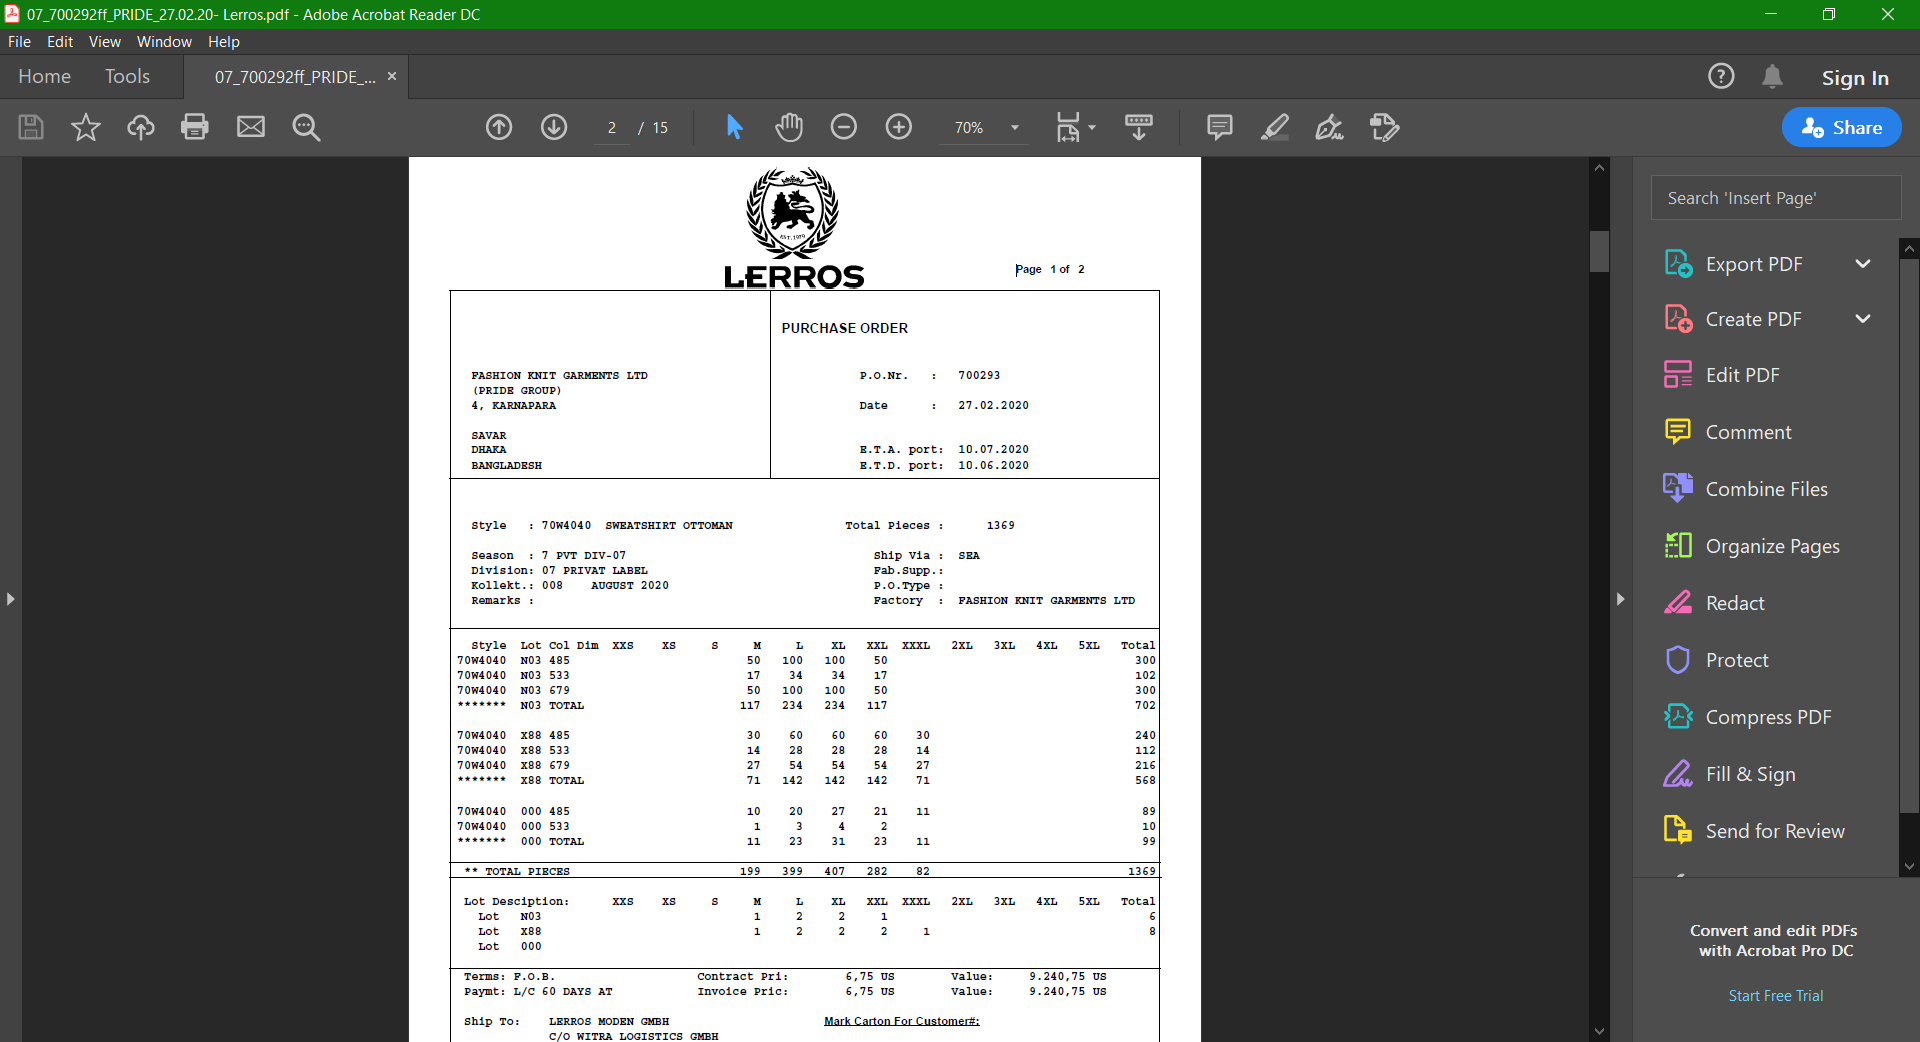 07_700292ff_PRIDE_27.02.20- Lerros.pdf - Adobe Acrobat Reader DC
File Edit View Window Help
Home Tools 07_700292ff_PRIDE_... × ? Sign In
2 / 15 70% Share
EST.1979
LERROS
Page 1 of 2
PURCHASE ORDER
FASHION KNIT GARMENTS LTD P.O.Nr. : 700293
(PRIDE GROUP)
4, KARNAPARA Date : 27.02.2020
SAVAR
DHAKA E.T.A. port: 10.07.2020
BANGLADESH E.T.D. port: 10.06.2020
Style : 70W4040 SWEATSHIRT OTTOMAN Total Pieces : 1369
Season : 7 PVT DIV-07 Ship Via : SEA
Division: 07 PRIVAT LABEL Fab.Supp.:
Kollekt.: 008 AUGUST 2020 P.O.Type :
Remarks : Factory : FASHION KNIT GARMENTS LTD
Style Lot Col Dim XXS XS S M L XL XXL XXXL 2XL 3XL 4XL 5XL Total
70W4040 N03 485 50 100 100 50 300
70W4040 N03 533 17 34 34 17 102
70W4040 N03 679 50 100 100 50 300
******* N03 TOTAL 117 234 234 117 702
70W4040 X88 485 30 60 60 60 30 240
70W4040 X88 533 14 28 28 28 14 112
70W4040 X88 679 27 54 54 54 27 216
******* X88 TOTAL 71 142 142 142 71 568
70W4040 000 485 10 20 27 21 11 89
70W4040 000 533 1 3 4 2 10
******* 000 TOTAL 11 23 31 23 11 99
** TOTAL PIECES 199 399 407 282 82 1369
Lot Desciption: XXS XS S M L XL XXL XXXL 2XL 3XL 4XL 5XL Total
Lot N03 1 2 2 1 6
Lot X88 1 2 2 2 1 8
Lot 000
Terms: F.O.B. Contract Pri: 6,75 US Value: 9.240,75 US
Paymt: L/C 60 DAYS AT Invoice Pric: 6,75 US Value: 9.240,75 US
Ship To: LERROS MODEN GMBH Mark Carton For Customer#:
C/O WITRA LOGISTICS GMBH
Search 'Insert Page'
Export PDF
Create PDF
Edit PDF
Comment
Combine Files
Organize Pages
Redact
Protect
Compress PDF
Fill & Sign
Send for Review
Convert and edit PDFs
with Acrobat Pro DC
Start Free Trial